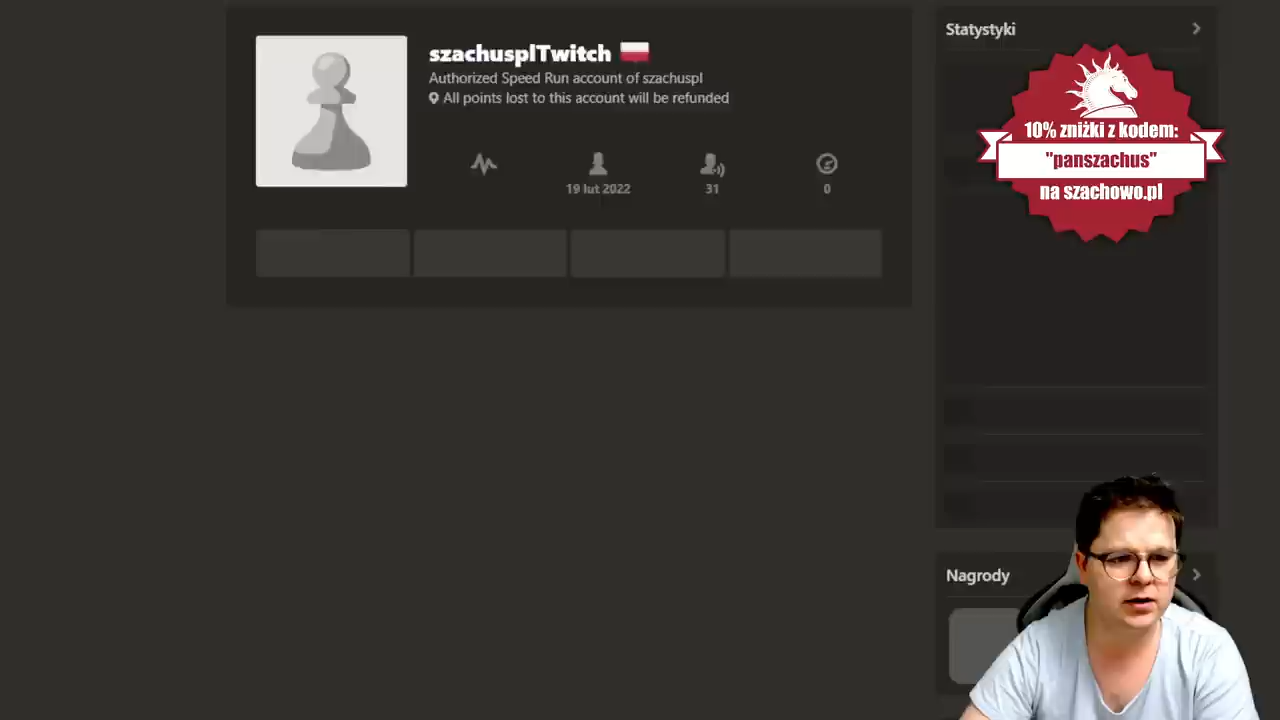 szachusplTwitch
Authorized Speed Run account of szachuspl
All points lost to this account will be refunded
19 lut 2022
31
0
Statystyki
10% zniżki z kodem:
"panszachus"
na szachowo.pl
Nagrody